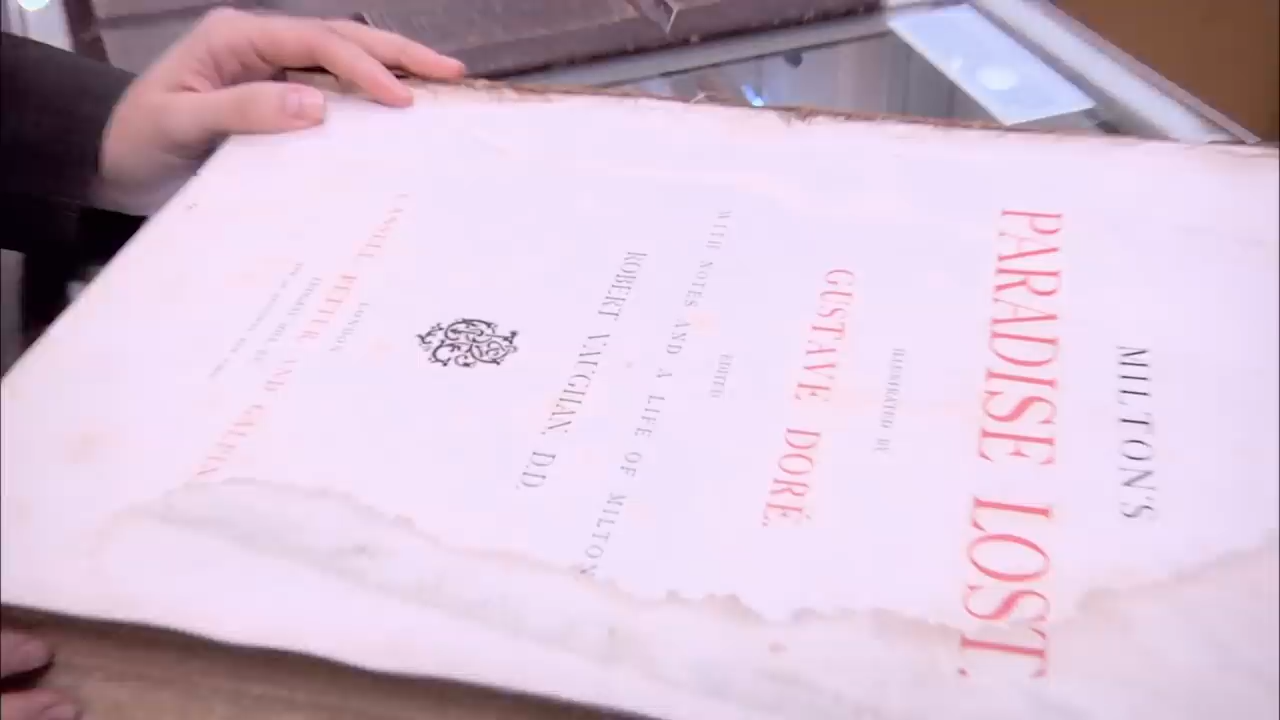 MILTON'S
PARADISE LOST.
ILLUSTRATED BY
GUSTAVE DORÉ.
EDITED
WITH NOTES AND A LIFE OF MILTON
ROBERT VAUGHAN, D.D.
CASSELL, PETTER AND GALPIN
LONDON